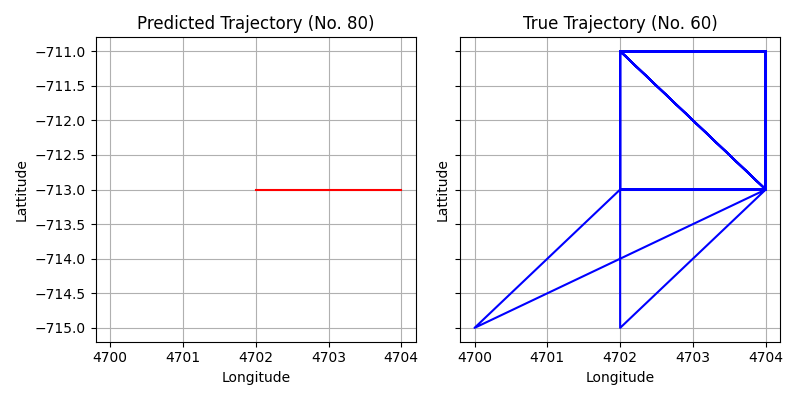 Predicted Trajectory (No. 80)
−711.0
−711.5
−712.0
−712.5
−713.0
−713.5
−714.0
−714.5
−715.0
Lattitude
4700 4701 4702 4703 4704
Longitude
True Trajectory (No. 60)
Lattitude
4700 4701 4702 4703 4704
Longitude